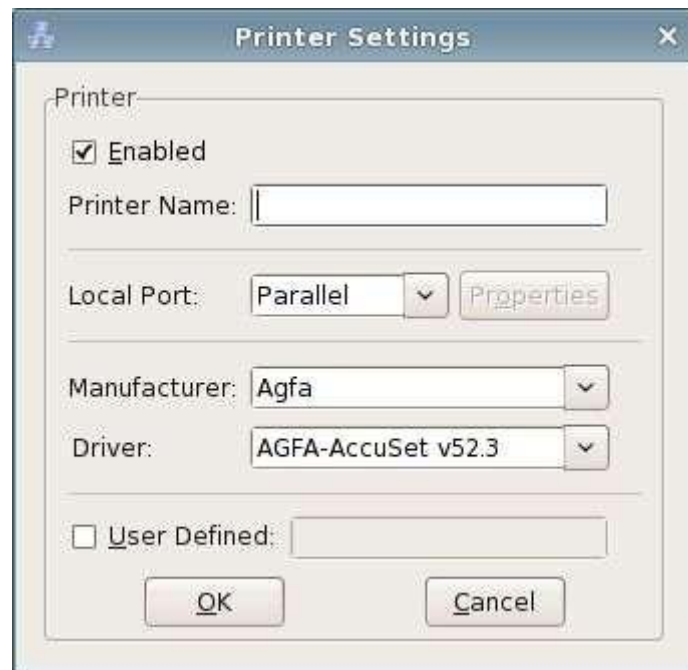 Printer Settings
Printer
Enabled
Printer Name:
Local Port: Parallel Properties
Manufacturer: Agfa
Driver: AGFA-AccuSet v52.3
User Defined:
OK Cancel